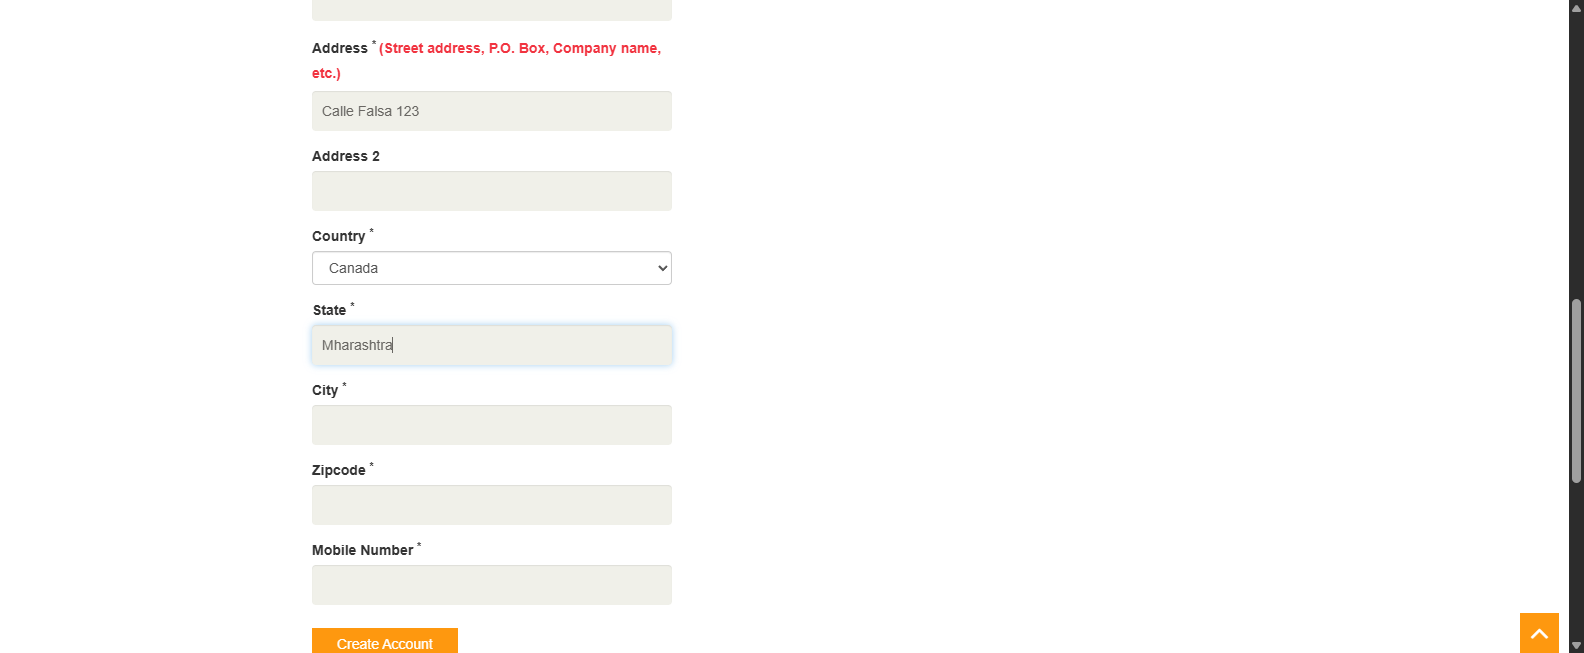 Address * (Street address, P.O. Box, Company name,
etc.)
Calle Falsa 123
Address 2
Country *
Canada
State *
Mharashtra
City *
Zipcode *
Mobile Number *
Create Account